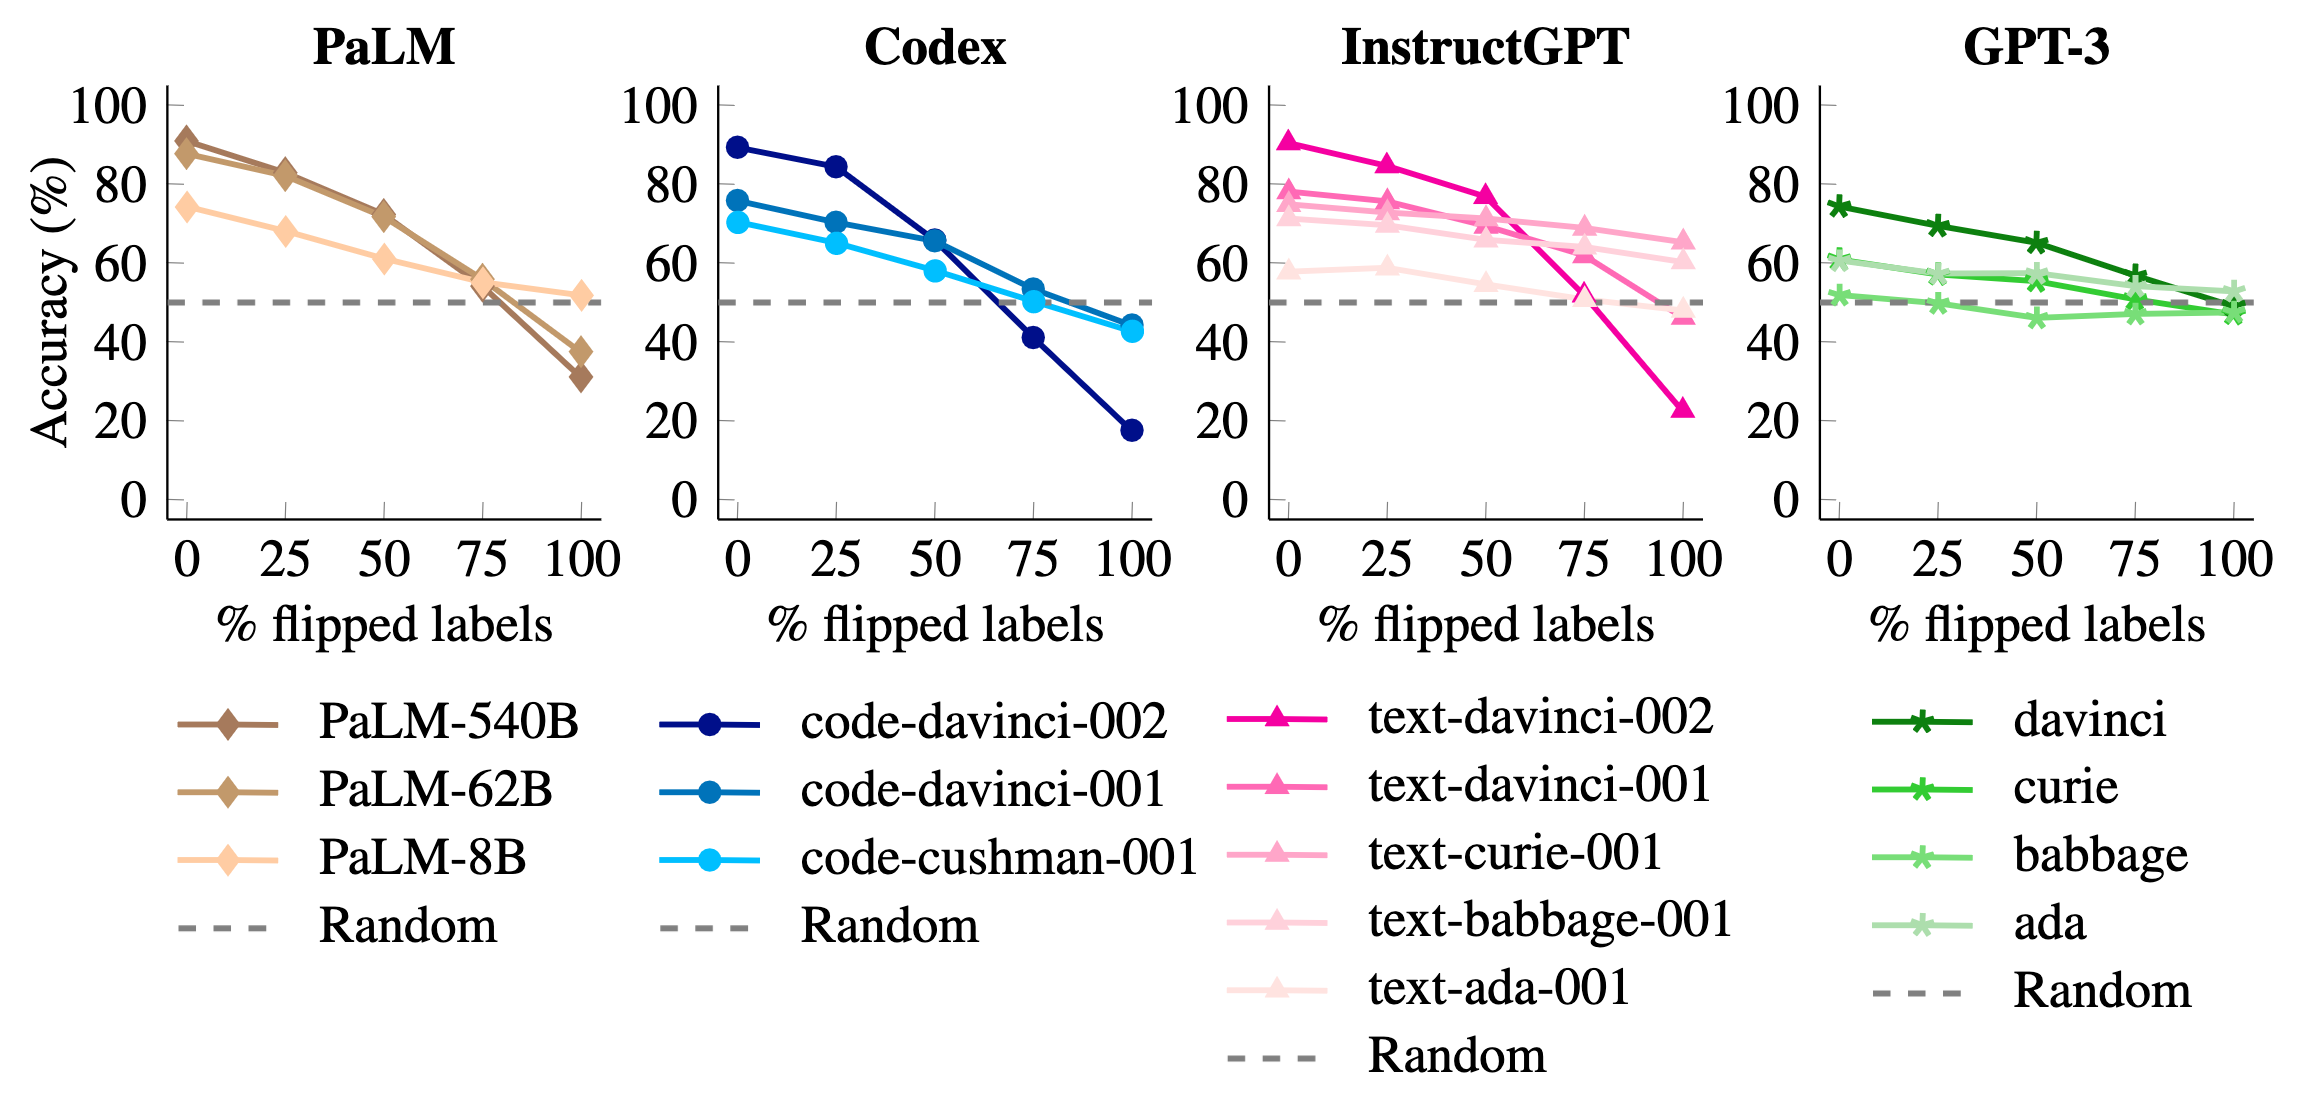 PaLM
Codex
InstructGPT
GPT-3
Accuracy (%)
100
80
60
40
20
0
0 25 50 75 100
% flipped labels
100
80
60
40
20
0
0 25 50 75 100
% flipped labels
100
80
60
40
20
0
0 25 50 75 100
% flipped labels
100
80
60
40
20
0
0 25 50 75 100
% flipped labels
PaLM-540B
PaLM-62B
PaLM-8B
Random
code-davinci-002
code-davinci-001
code-cushman-001
Random
text-davinci-002
text-davinci-001
text-curie-001
text-babbage-001
text-ada-001
Random
davinci
curie
babbage
ada
Random